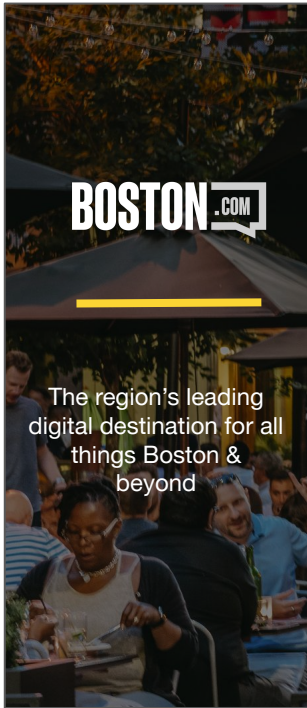 BOSTON.COM
The region's leading
digital destination for all
things Boston &
beyond